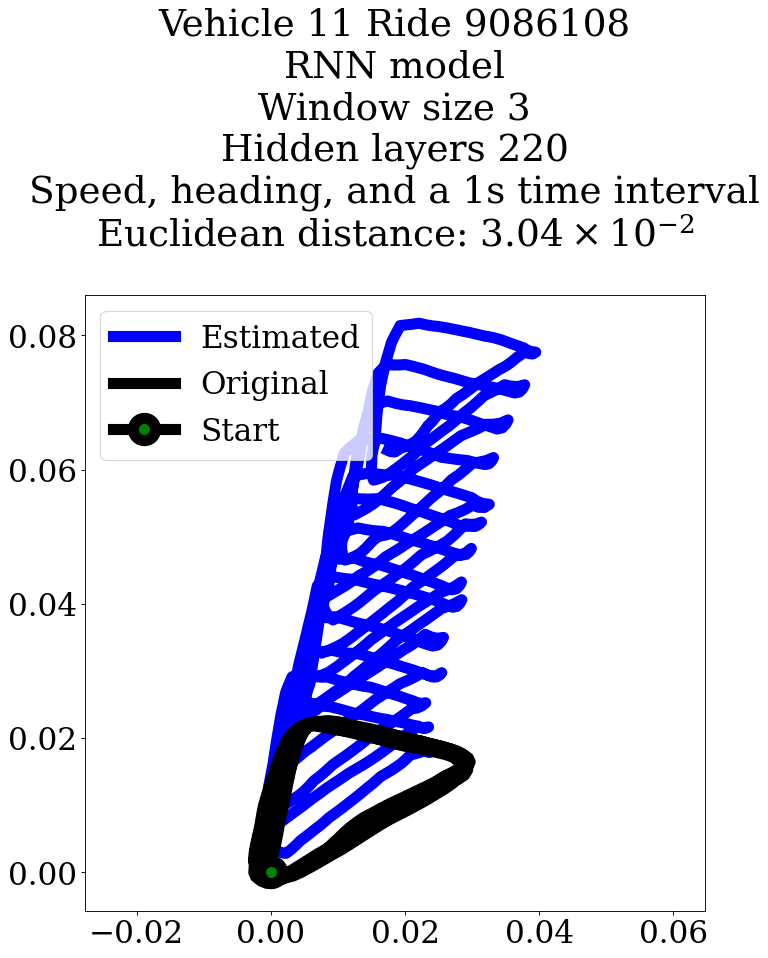 Vehicle 11 Ride 9086108
RNN model
Window size 3
Hidden layers 220
Speed, heading, and a 1s time interval
Euclidean distance: 3.04 × 10⁻²
Estimated
Original
Start
0.08
0.06
0.04
0.02
0.00
−0.02 0.00 0.02 0.04 0.06